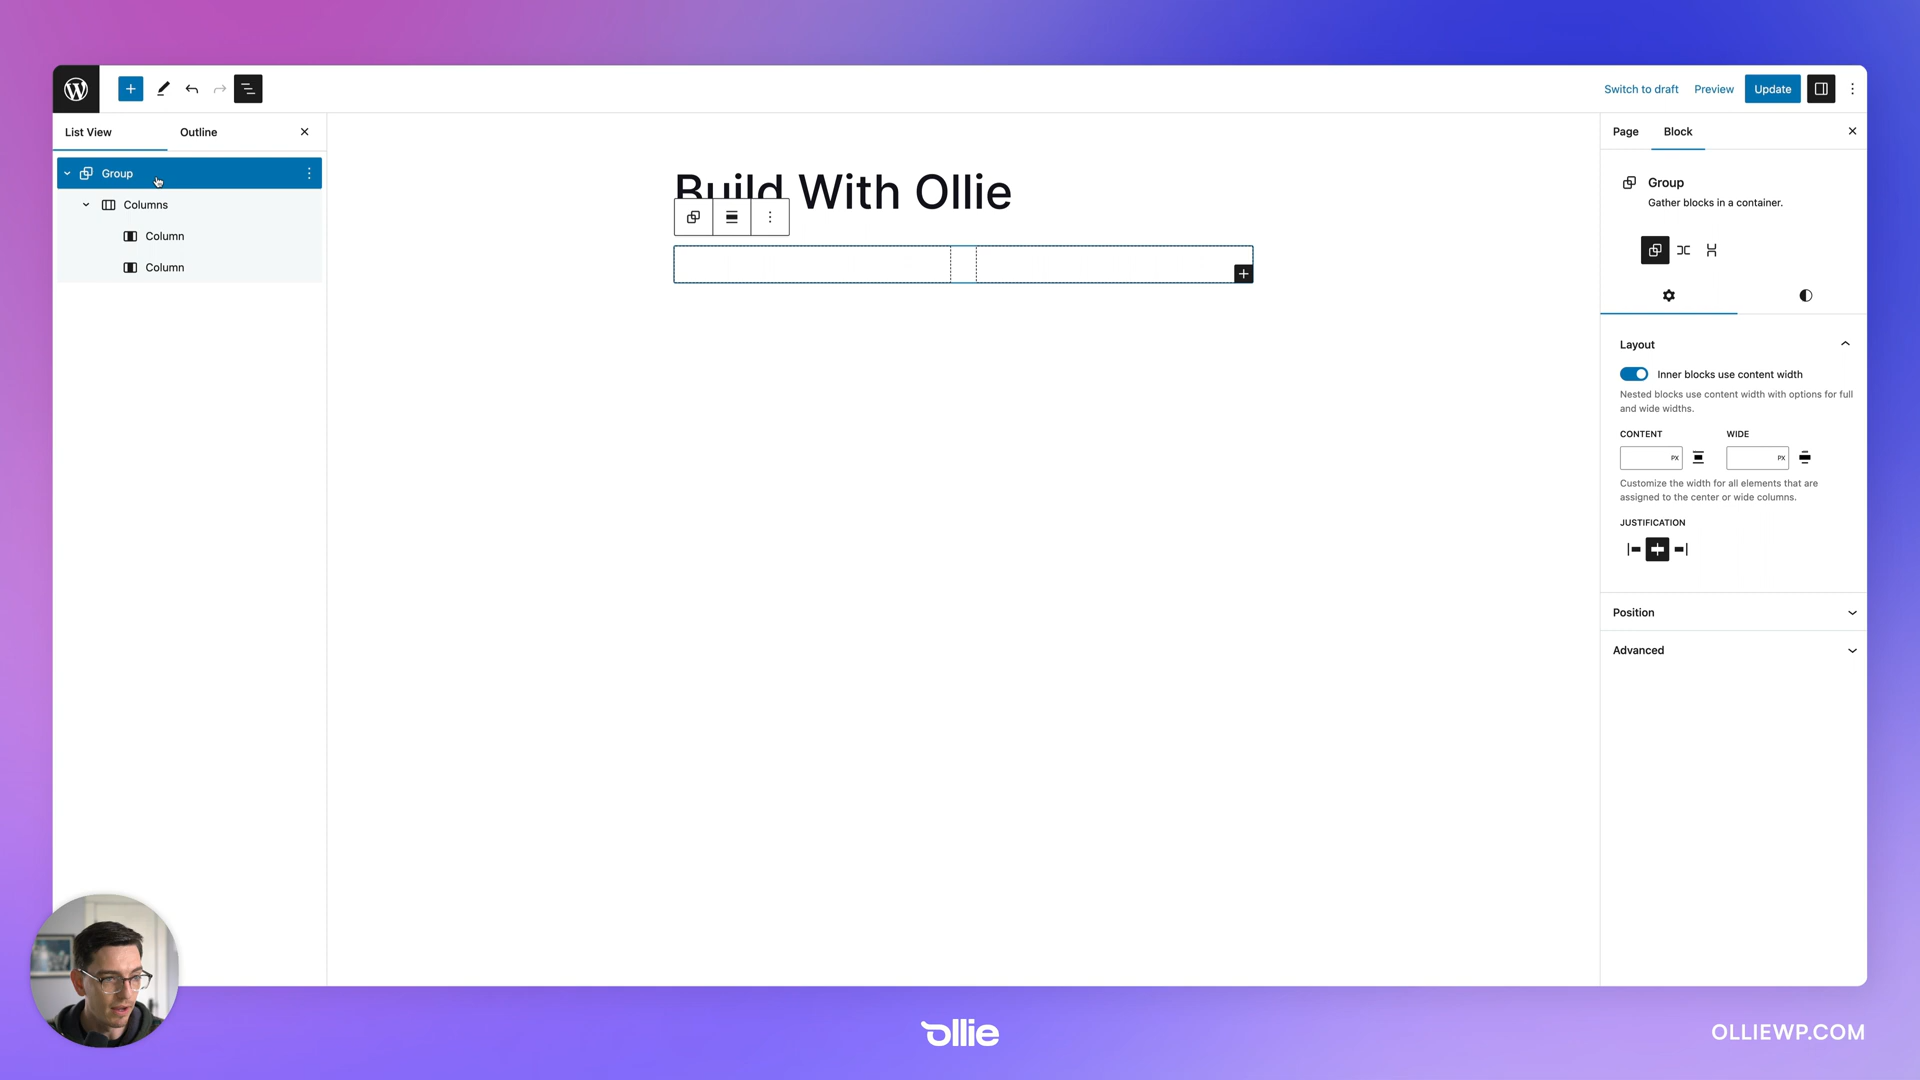 Switch to draft
Preview
Update
List View
Outline
Page
Block
Group
Columns
Column
Column
Build With Ollie
Group
Gather blocks in a container.
Layout
Inner blocks use content width
Nested blocks use content width with options for full
and wide widths.
CONTENT
WIDE
PX
PX
Customize the width for all elements that are
assigned to the center or wide columns.
JUSTIFICATION
Position
Advanced
ollie
OLLIEWP.COM